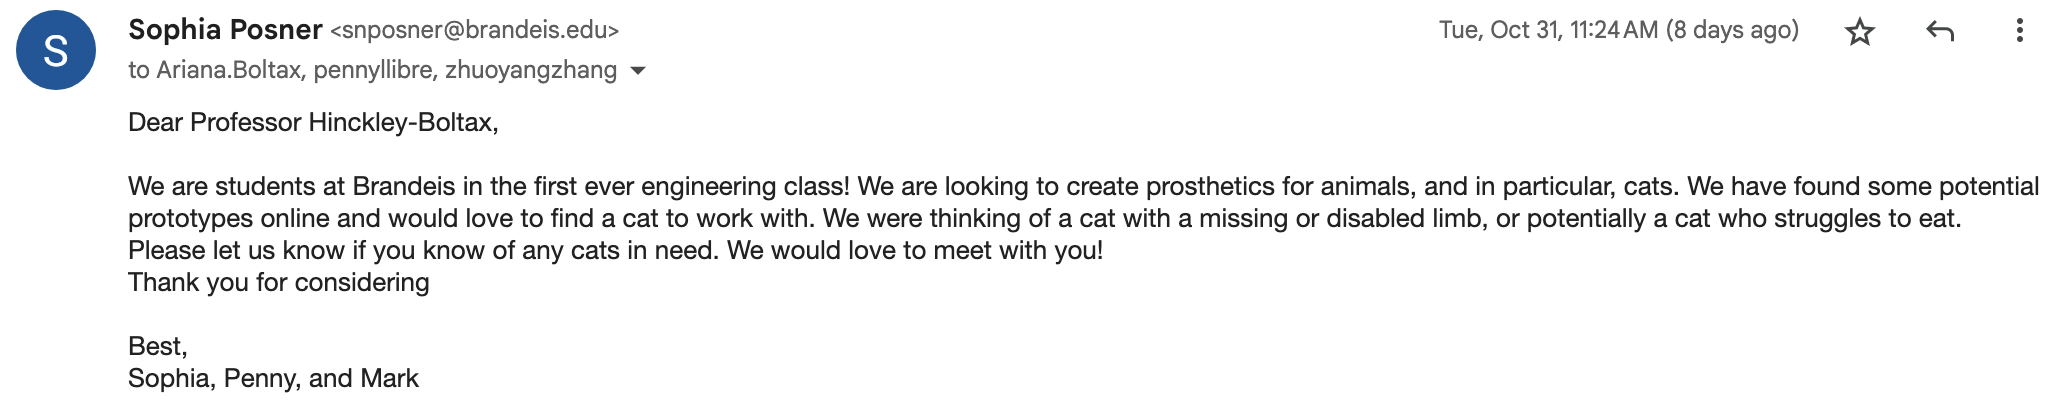 S
Sophia Posner <snposner@brandeis.edu> Tue, Oct 31, 11:24 AM (8 days ago)
to Ariana.Boltax, pennyllibre, zhuoyangzhang
Dear Professor Hinckley-Boltax,
We are students at Brandeis in the first ever engineering class! We are looking to create prosthetics for animals, and in particular, cats. We have found some potential
prototypes online and would love to find a cat to work with. We were thinking of a cat with a missing or disabled limb, or potentially a cat who struggles to eat.
Please let us know if you know of any cats in need. We would love to meet with you!
Thank you for considering
Best,
Sophia, Penny, and Mark